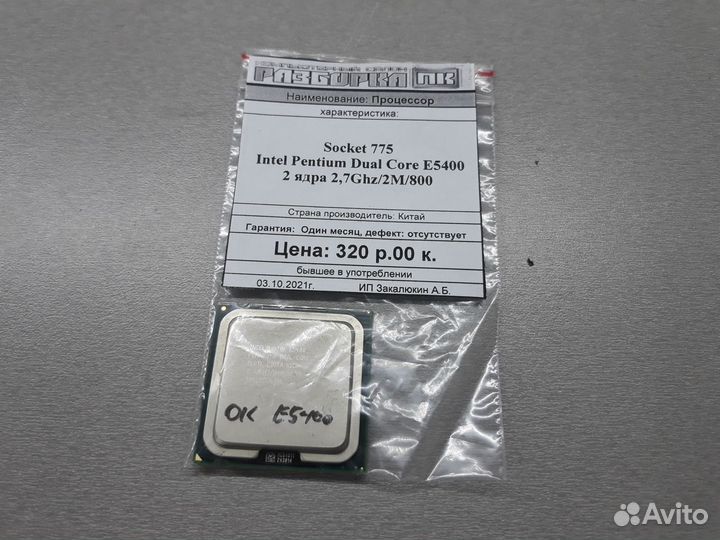 КОМПЬЮТЕРНЫЙ САЛОН
РАЗБОРКА ПК
Наименование: Процессор
характеристика:
Socket 775
Intel Pentium Dual Core E5400
2 ядра 2,7Ghz/2M/800
Страна производитель: Китай
Гарантия: Один месяц, дефект: отсутствует
Цена: 320 р.00 к.
бывшее в употреблении
03.10.2021г. ИП Закалюкин А.Б.
OK E5400
Avito